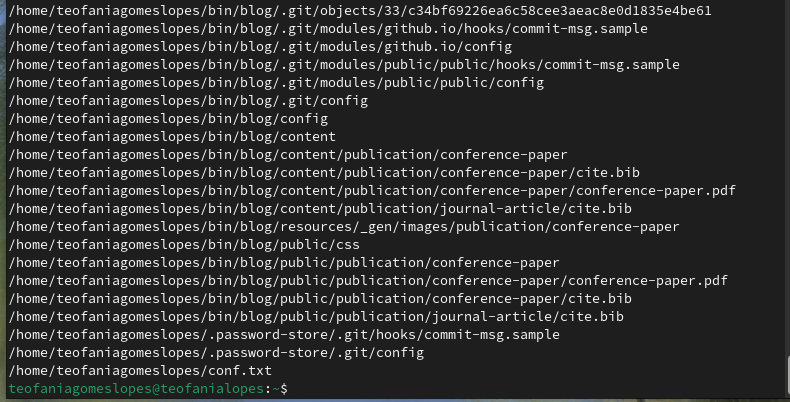 /home/teofaniagomeslopes/bin/blog/.git/objects/33/c34bf69226ea6c58cee3aeac8e0d1835e4be61
/home/teofaniagomeslopes/bin/blog/.git/modules/github.io/hooks/commit-msg.sample
/home/teofaniagomeslopes/bin/blog/.git/modules/github.io/config
/home/teofaniagomeslopes/bin/blog/.git/modules/public/public/hooks/commit-msg.sample
/home/teofaniagomeslopes/bin/blog/.git/modules/public/public/config
/home/teofaniagomeslopes/bin/blog/.git/config
/home/teofaniagomeslopes/bin/blog/config
/home/teofaniagomeslopes/bin/blog/content
/home/teofaniagomeslopes/bin/blog/content/publication/conference-paper
/home/teofaniagomeslopes/bin/blog/content/publication/conference-paper/cite.bib
/home/teofaniagomeslopes/bin/blog/content/publication/conference-paper/conference-paper.pdf
/home/teofaniagomeslopes/bin/blog/content/publication/journal-article/cite.bib
/home/teofaniagomeslopes/bin/blog/resources/_gen/images/publication/conference-paper
/home/teofaniagomeslopes/bin/blog/public/css
/home/teofaniagomeslopes/bin/blog/public/publication/conference-paper
/home/teofaniagomeslopes/bin/blog/public/publication/conference-paper/conference-paper.pdf
/home/teofaniagomeslopes/bin/blog/public/publication/conference-paper/cite.bib
/home/teofaniagomeslopes/bin/blog/public/publication/journal-article/cite.bib
/home/teofaniagomeslopes/.password-store/.git/hooks/commit-msg.sample
/home/teofaniagomeslopes/.password-store/.git/config
/home/teofaniagomeslopes/conf.txt
teofaniagomeslopes@teofanialopes:~$